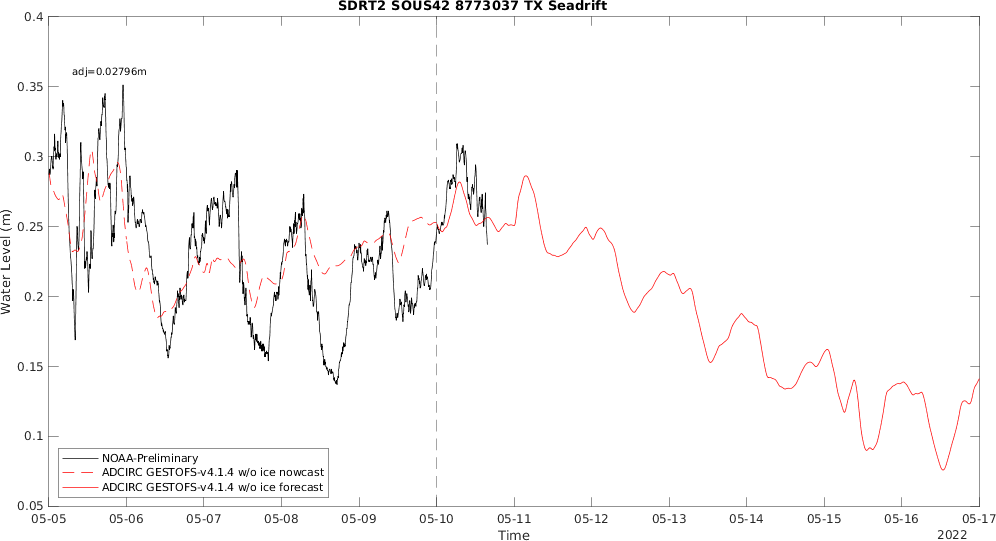 SDRT2 SOUS42 8773037 TX Seadrift
adj=0.02796m
0.4
0.35
0.3
0.25
0.2
0.15
0.1
0.05
Water Level (m)
NOAA-Preliminary
ADCIRC GESTOFS-v4.1.4 w/o ice nowcast
ADCIRC GESTOFS-v4.1.4 w/o ice forecast
05-05 05-06 05-07 05-08 05-09 05-10 05-11 05-12 05-13 05-14 05-15 05-16 05-17
Time
2022